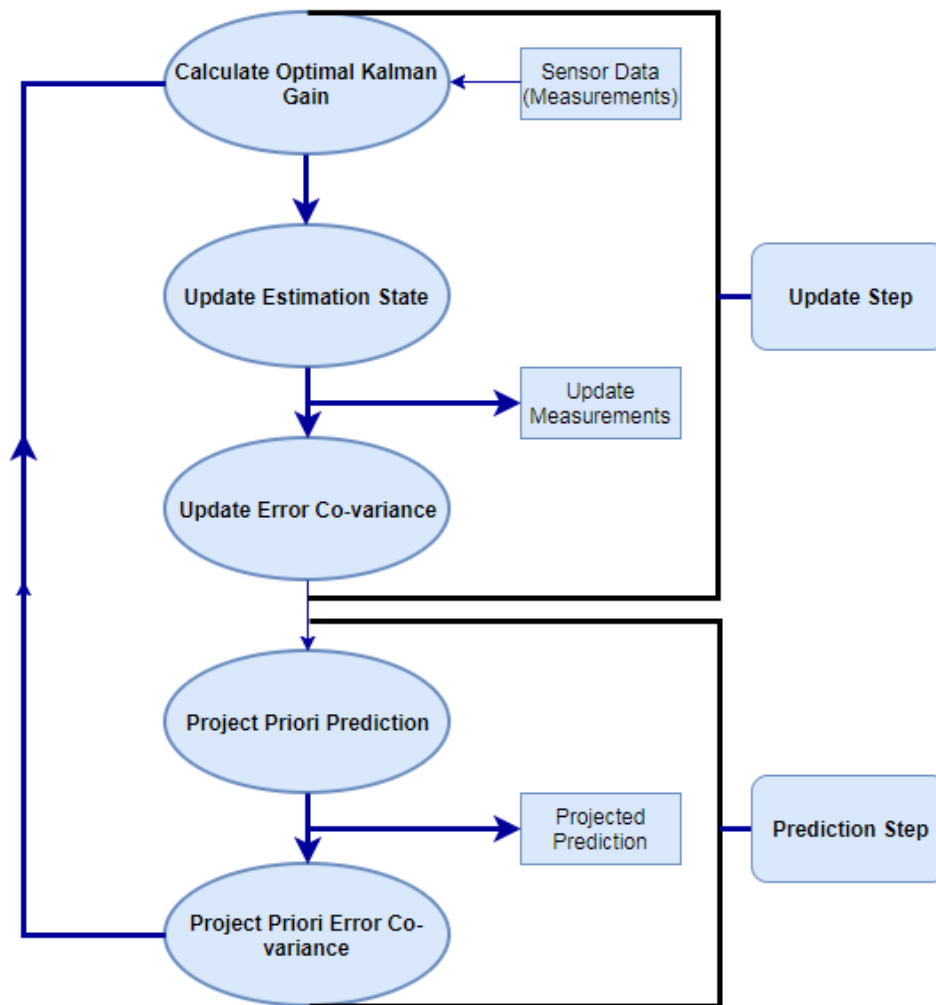 Calculate Optimal Kalman
Gain
Sensor Data
(Measurements)
Update Estimation State
Update Step
Update
Measurements
Update Error Co-variance
Project Priori Prediction
Projected
Prediction
Prediction Step
Project Priori Error Co-
variance